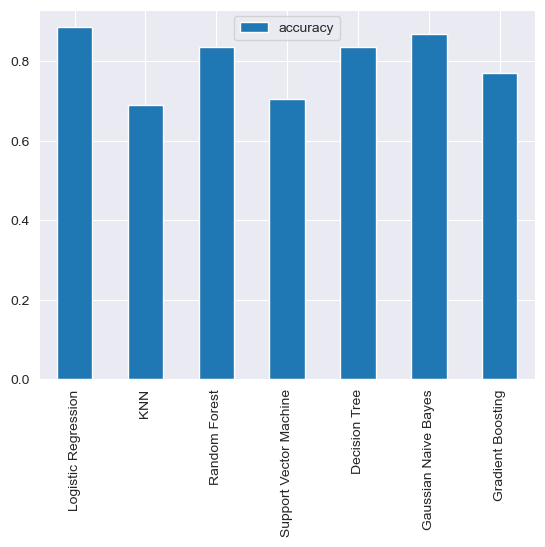 accuracy
0.8
0.6
0.4
0.2
0.0
Logistic Regression
KNN
Random Forest
Support Vector Machine
Decision Tree
Gaussian Naive Bayes
Gradient Boosting